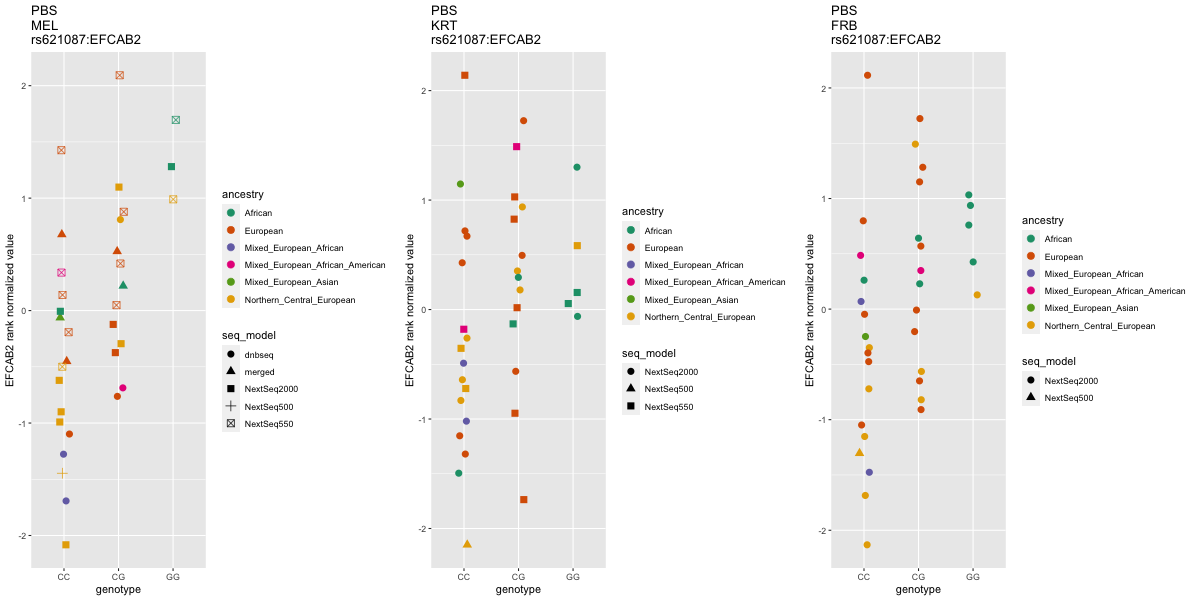 PBS
MEL
rs621087:EFCAB2
EFCAB2 rank normalized value
2
1
0
-1
-2
CC
CG
GG
genotype
ancestry
African
European
Mixed_European_African
Mixed_European_African_American
Mixed_European_Asian
Northern_Central_European
seq_model
dnbseq
merged
NextSeq2000
NextSeq500
NextSeq550
PBS
KRT
rs621087:EFCAB2
EFCAB2 rank normalized value
2
1
0
-1
-2
CC
CG
GG
genotype
ancestry
African
European
Mixed_European_African
Mixed_European_African_American
Mixed_European_Asian
Northern_Central_European
seq_model
NextSeq2000
NextSeq500
NextSeq550
PBS
FRB
rs621087:EFCAB2
EFCAB2 rank normalized value
2
1
0
-1
-2
CC
CG
GG
genotype
ancestry
African
European
Mixed_European_African
Mixed_European_African_American
Mixed_European_Asian
Northern_Central_European
seq_model
NextSeq2000
NextSeq500